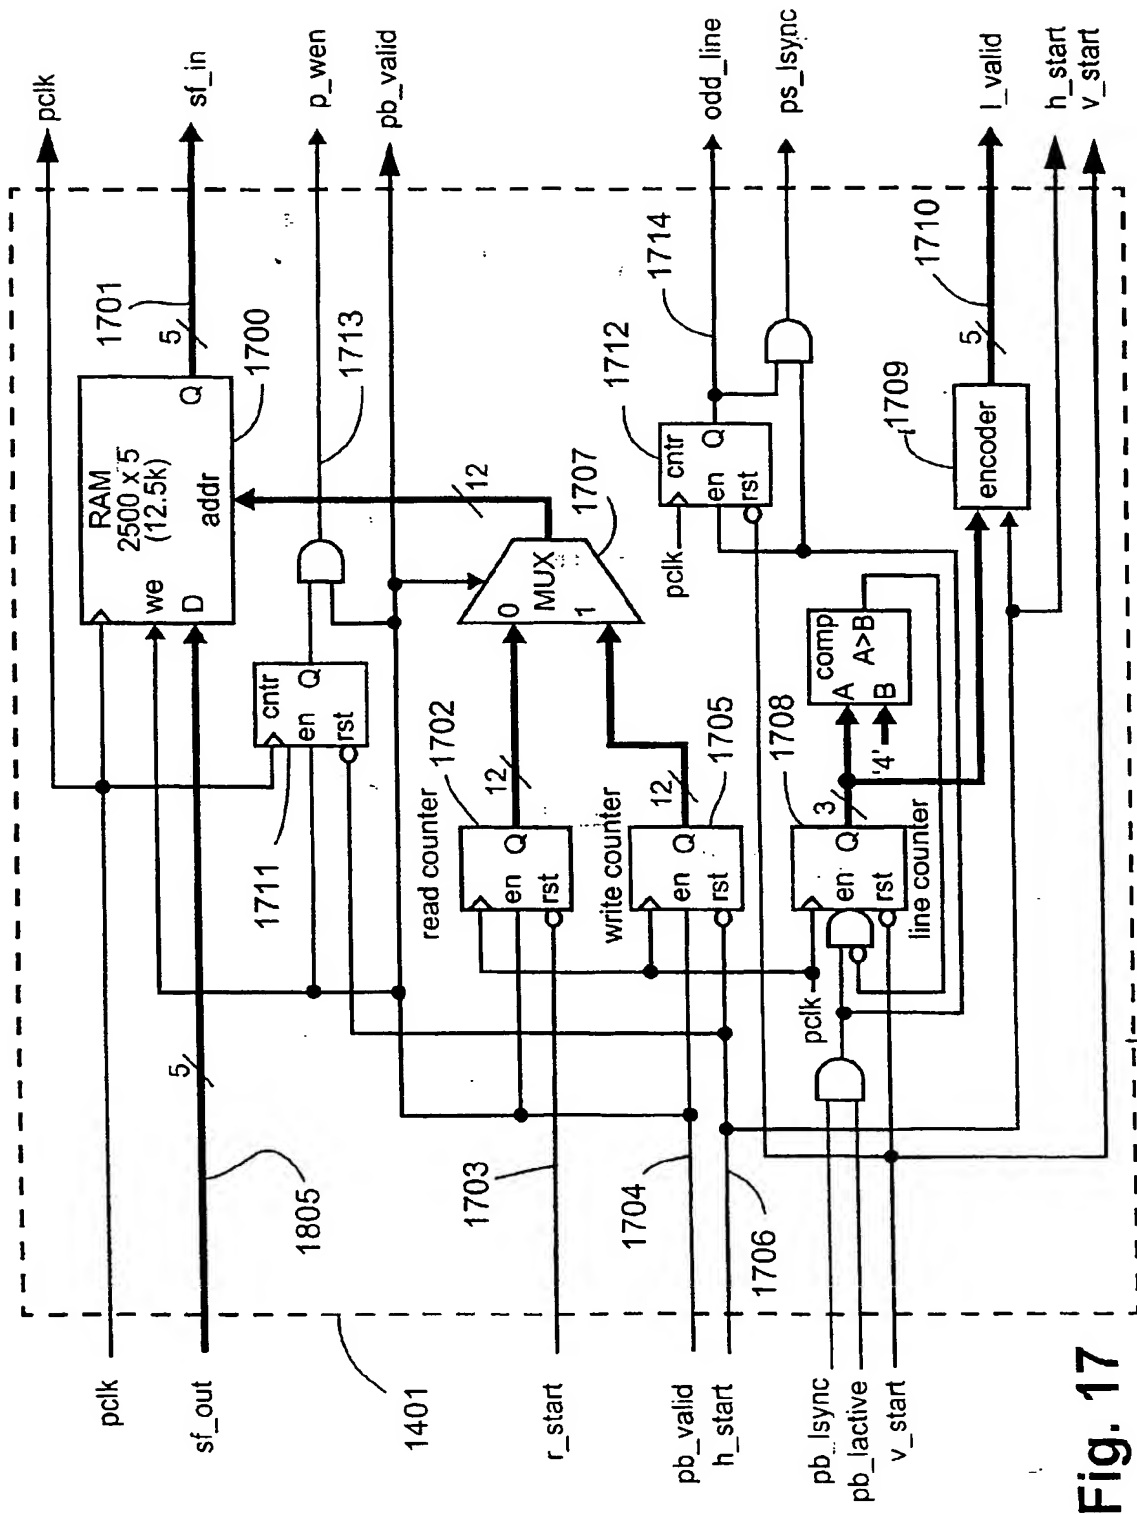 pclk
sf_in
p_wen
pb_valid
odd_line
ps_lsync
l_valid
h_start
v_start
1701
5
1700
1713
RAM
2500 x 5
(12.5k)
Q
addr
we
D
12
1707
MUX
0
1
1714
1712
cntr
Q
en
rst
pclk
1710
5
1709
encoder
cntr
Q
en
rst
1711
comp
A
A>B
B
'4'
1702
12
read counter
Q
en
rst
1705
12
write counter
Q
en
rst
1708
3
line counter
Q
en
rst
pclk
5
1805
1703
1704
1706
1401
pclk
sf_out
r_start
pb_valid
h_start
pb_lsync
pb_lactive
v_start
Fig. 17